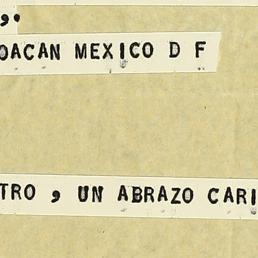 ,.
OACAN MEXICO D F
TRO , UN ABRAZO CARI